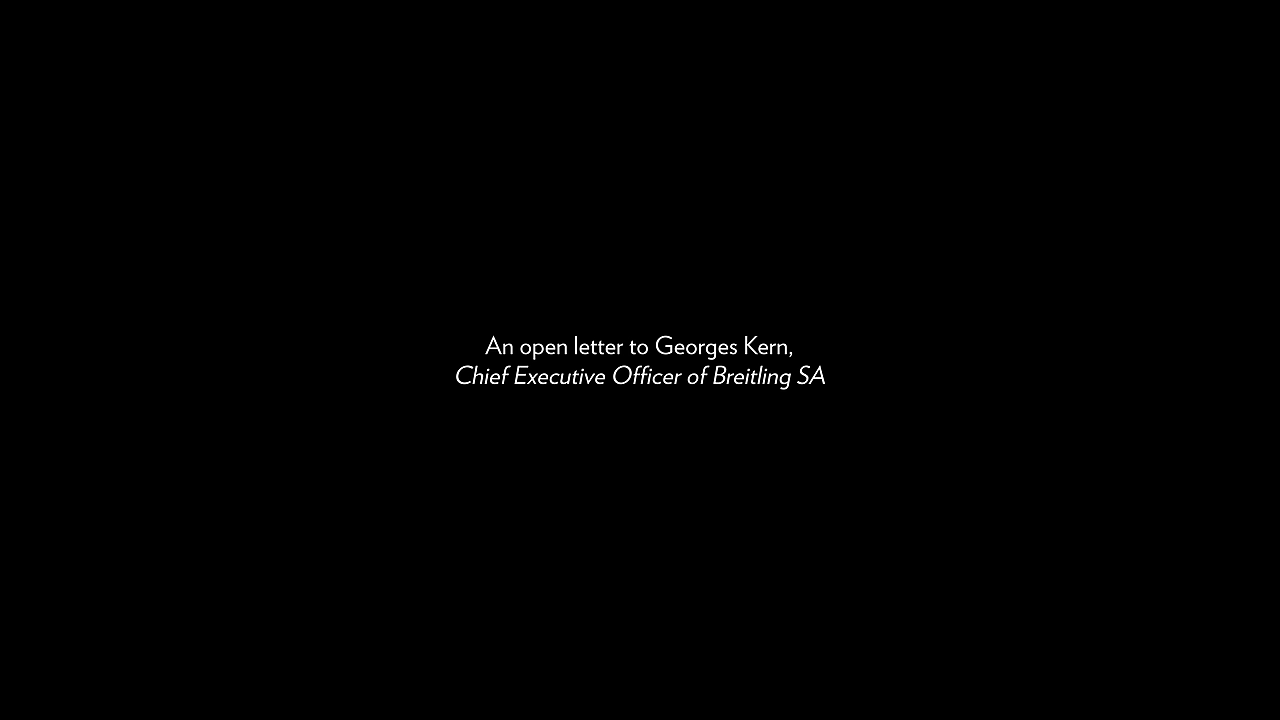 An open letter to Georges Kern,
Chief Executive Officer of Breitling SA